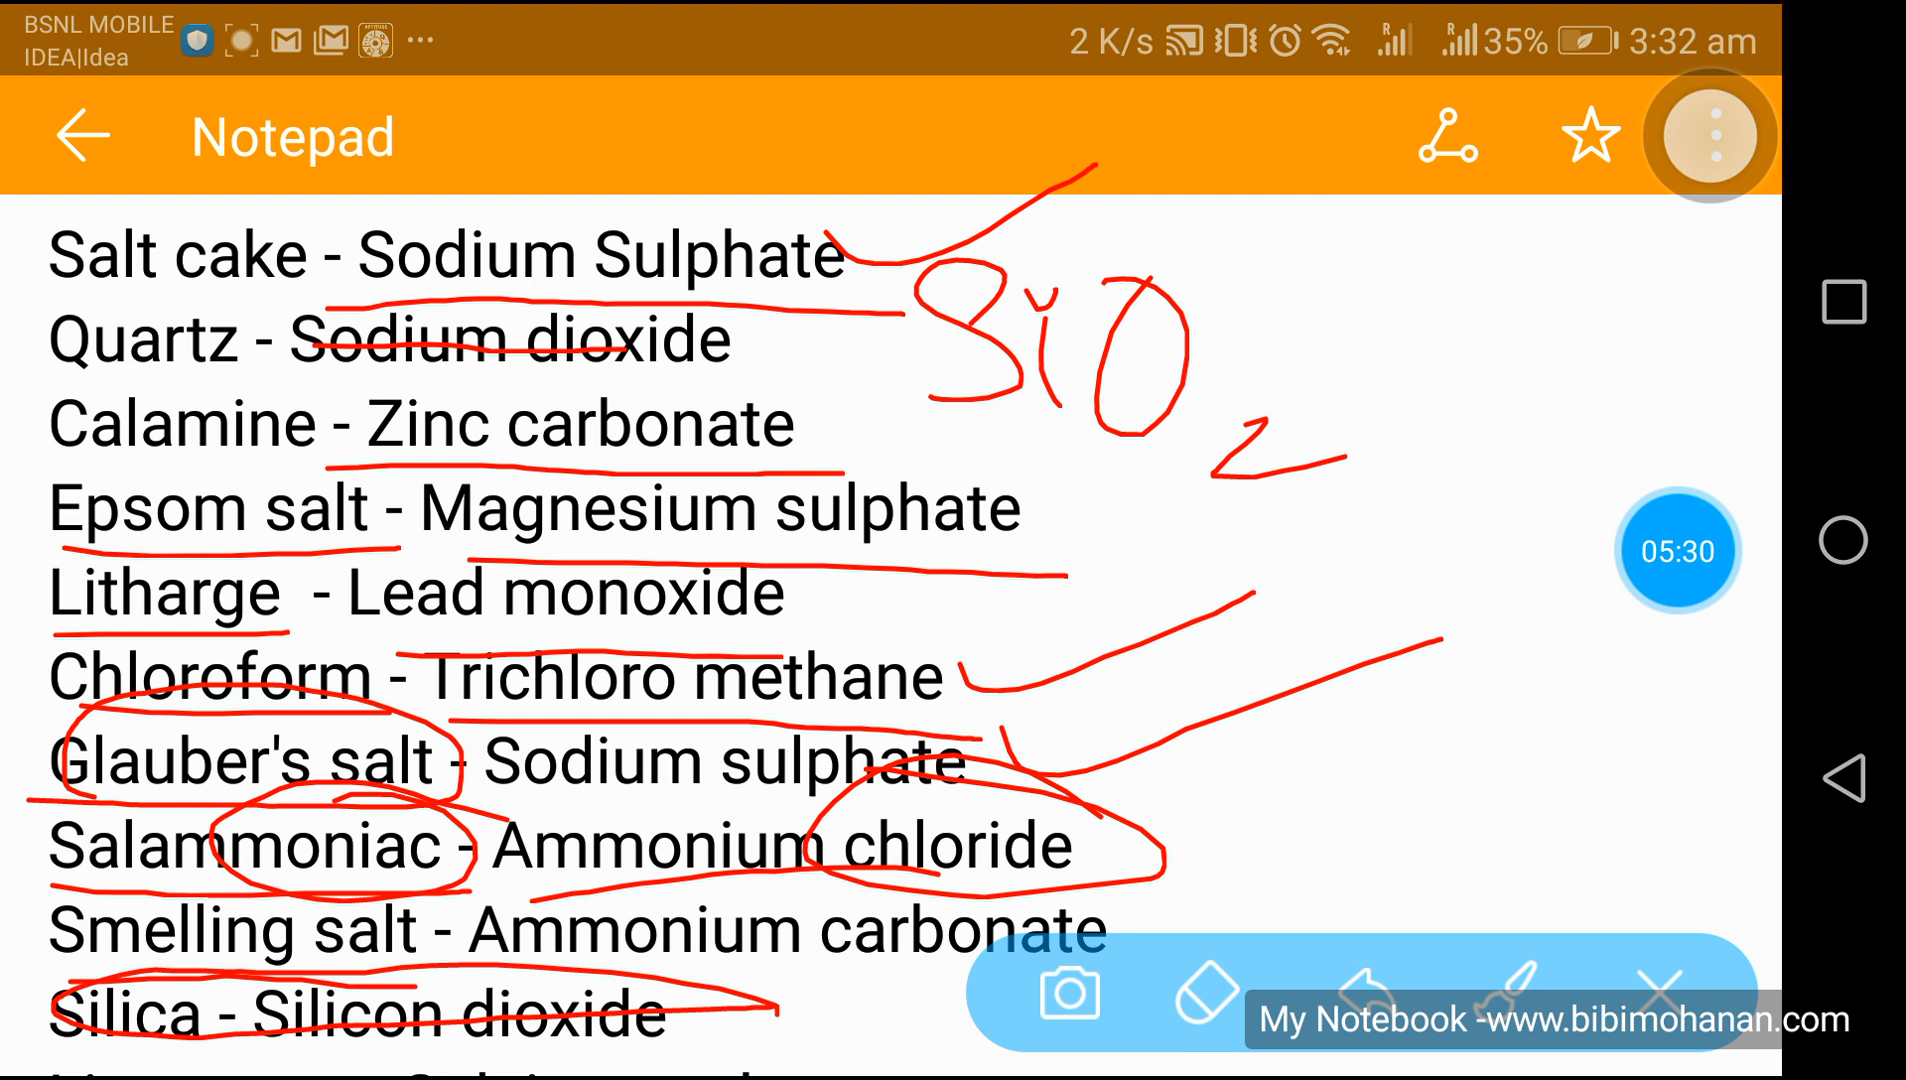 BSNL MOBILE
IDEA|Idea
2 K/s
35%
3:32 am
Notepad
Salt cake - Sodium Sulphate
Quartz - Sodium dioxide
SiO2
Calamine - Zinc carbonate
Epsom salt - Magnesium sulphate
05:30
Litharge - Lead monoxide
Chloroform - Trichloro methane
Glauber's salt - Sodium sulphate
Salammoniac - Ammonium chloride
Smelling salt - Ammonium carbonate
Silica - Silicon dioxide
My Notebook -www.bibimohanan.com